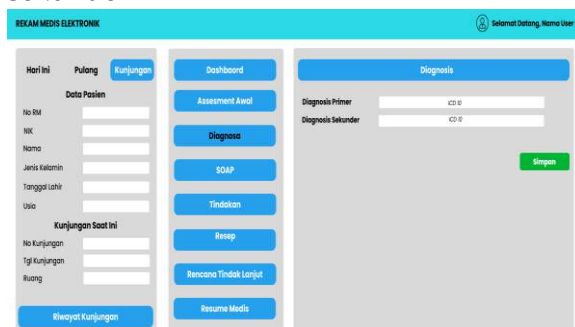 REKAM MEDIS ELEKTRONIK
Selamat Datang, Nama User
Hari Ini Pulang Kunjungan
Data Pasien
No RM
NIK
Nama
Jenis Kelamin
Tanggal Lahir
Usia
Kunjungan Saat Ini
No Kunjungan
Tgl Kunjungan
Ruang
Riwayat Kunjungan
Dashbaord
Assesment Awal
Diagnosa
SOAP
Tindakan
Resep
Rencana Tindak Lanjut
Resume Medis
Diagnosis
Diagnosis Primer ICD 10
Diagnosis Sekunder ICD 10
Simpan